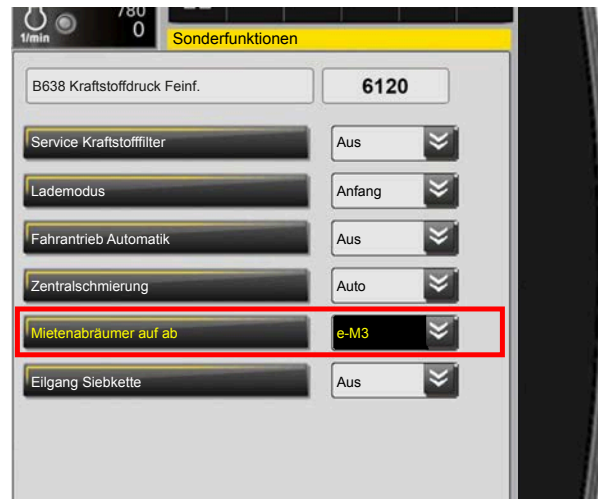 780
1/min 0
Sonderfunktionen
B638 Kraftstoffdruck Feinf. 6120
Service Kraftstofffilter Aus
Lademodus Anfang
Fahrantrieb Automatik Aus
Zentralschmierung Auto
Mietenabräumer auf ab e-M3
Eilgang Siebkette Aus